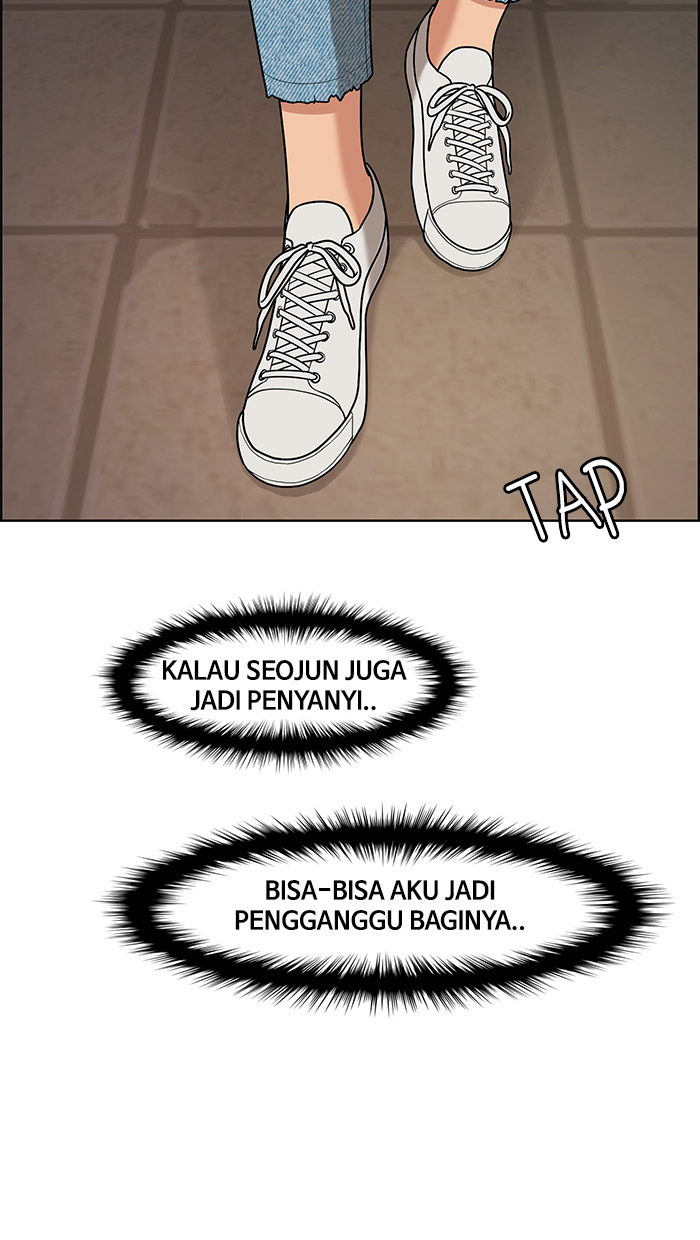 TAP
KALAU SEOJUN JUGA
JADI PENYANYI..
BISA-BISA AKU JADI
PENGGANGGU BAGINYA..